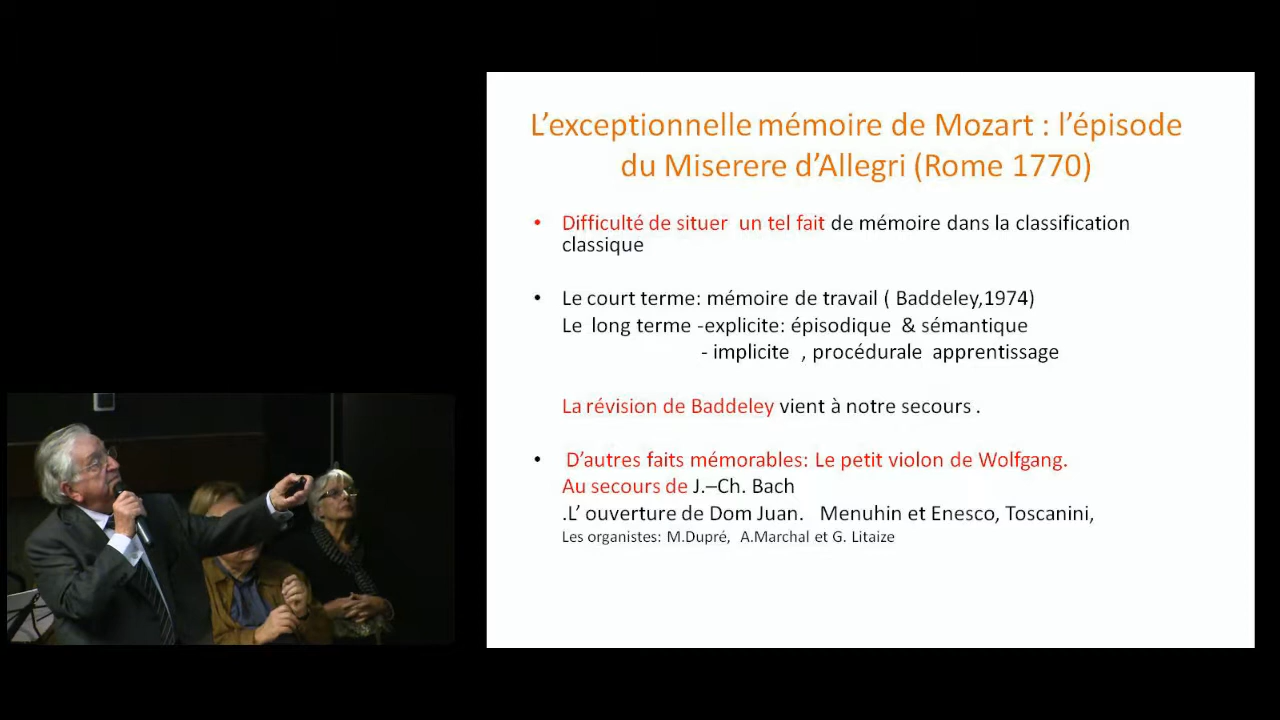 L'exceptionnelle mémoire de Mozart : l'épisode
du Miserere d'Allegri (Rome 1770)
• Difficulté de situer un tel fait de mémoire dans la classification
classique
• Le court terme: mémoire de travail ( Baddeley,1974)
Le long terme -explicite: épisodique & sémantique
- implicite , procédurale apprentissage
La révision de Baddeley vient à notre secours .
• D'autres faits mémorables: Le petit violon de Wolfgang.
Au secours de J.–Ch. Bach
.L' ouverture de Dom Juan. Menuhin et Enesco, Toscanini,
Les organistes: M.Dupré, A.Marchal et G. Litaize